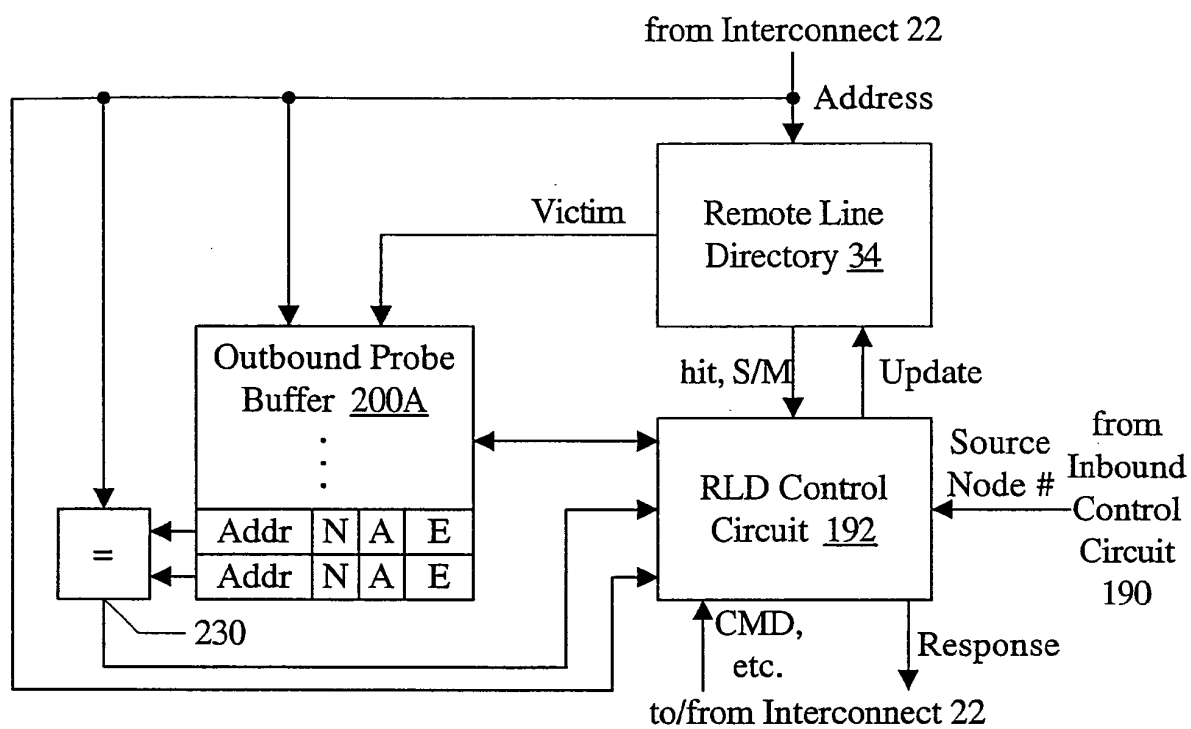 from Interconnect 22
Address
Victim
Remote Line
Directory 34
Outbound Probe
Buffer 200A
hit, S/M
Update
Source
Node #
from
Inbound
Control
Circuit
190
RLD Control
Circuit 192
=
Addr N A E
Addr N A E
230
CMD,
etc.
Response
to/from Interconnect 22